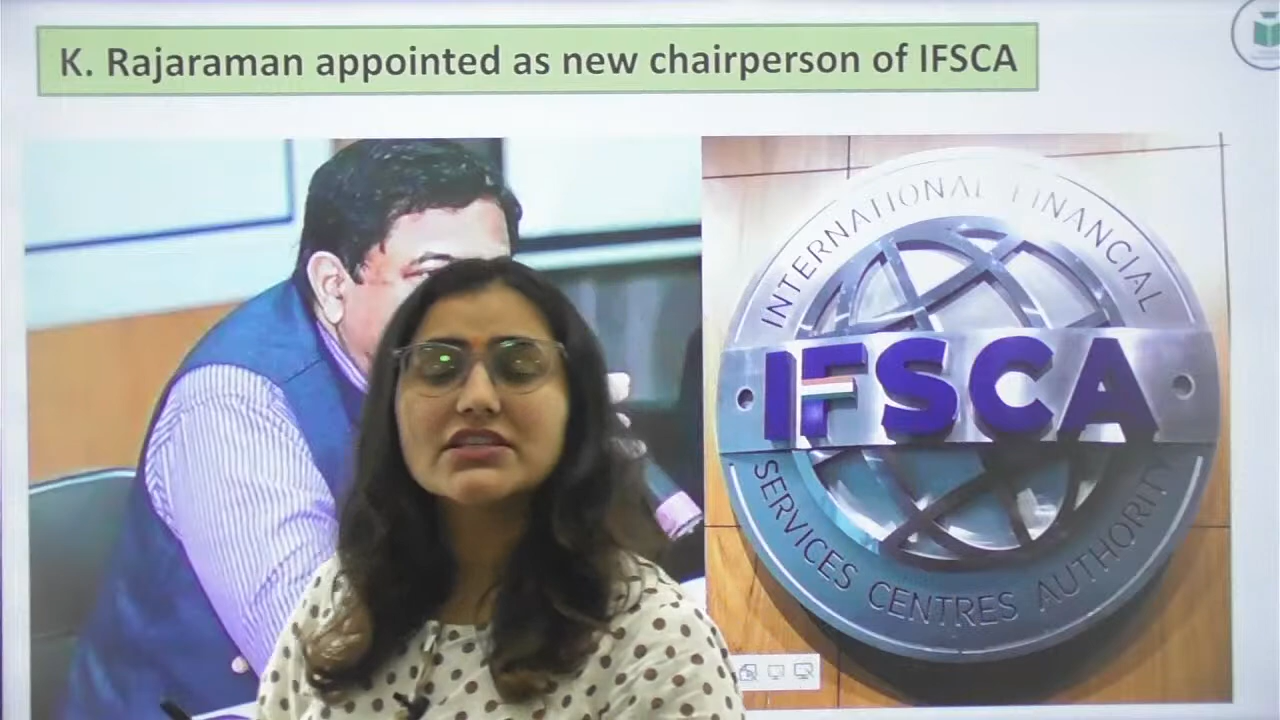 K. Rajaraman appointed as new chairperson of IFSCA
INTERNATIONAL FINANCIAL
IFSCA
SERVICES CENTRES AUTHORITY